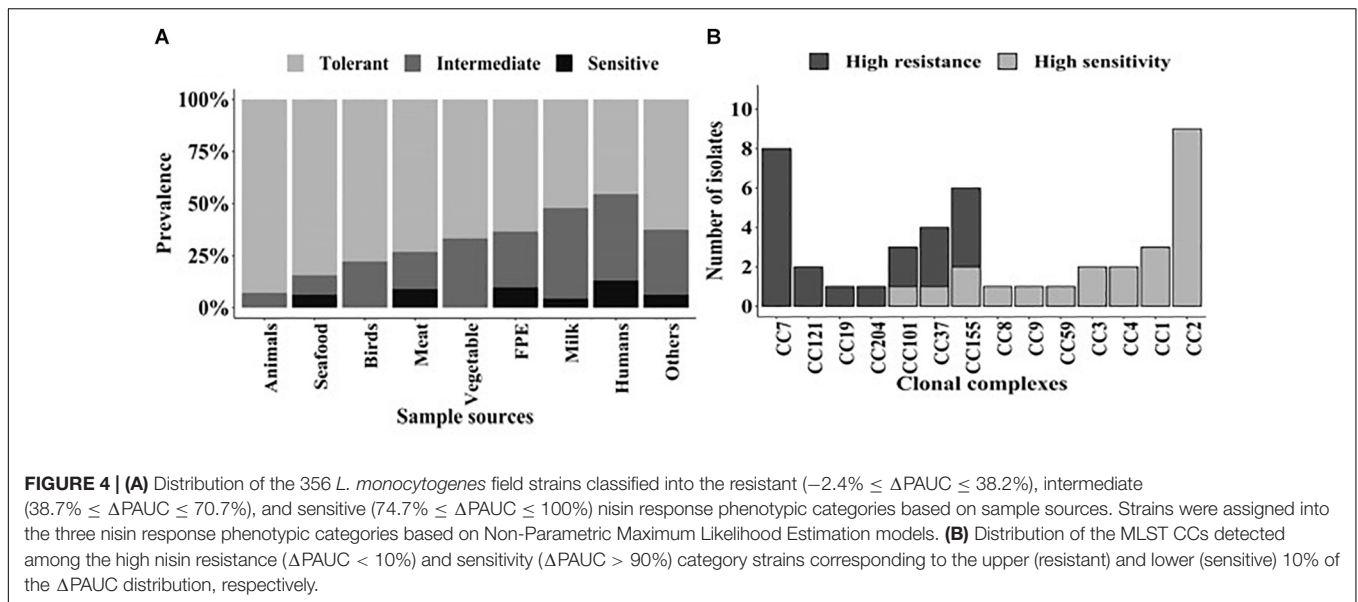 A
Tolerant Intermediate Sensitive
100%
75%
50%
25%
0%
Prevalence
Animals
Seafood
Birds
Meat
Vegetable
FPE
Milk
Humans
Others
Sample sources
B
High resistance High sensitivity
10
8
6
4
2
0
Number of isolates
CC7
CC121
CC19
CC204
CC101
CC37
CC155
CC8
CC9
CC59
CC3
CC4
CC1
CC2
Clonal complexes
FIGURE 4 | (A) Distribution of the 356 L. monocytogenes field strains classified into the resistant (−2.4% ≤ ΔPAUC ≤ 38.2%), intermediate
(38.7% ≤ ΔPAUC ≤ 70.7%), and sensitive (74.7% ≤ ΔPAUC ≤ 100%) nisin response phenotypic categories based on sample sources. Strains were assigned into
the three nisin response phenotypic categories based on Non-Parametric Maximum Likelihood Estimation models. (B) Distribution of the MLST CCs detected
among the high nisin resistance (ΔPAUC < 10%) and sensitivity (ΔPAUC > 90%) category strains corresponding to the upper (resistant) and lower (sensitive) 10% of
the ΔPAUC distribution, respectively.